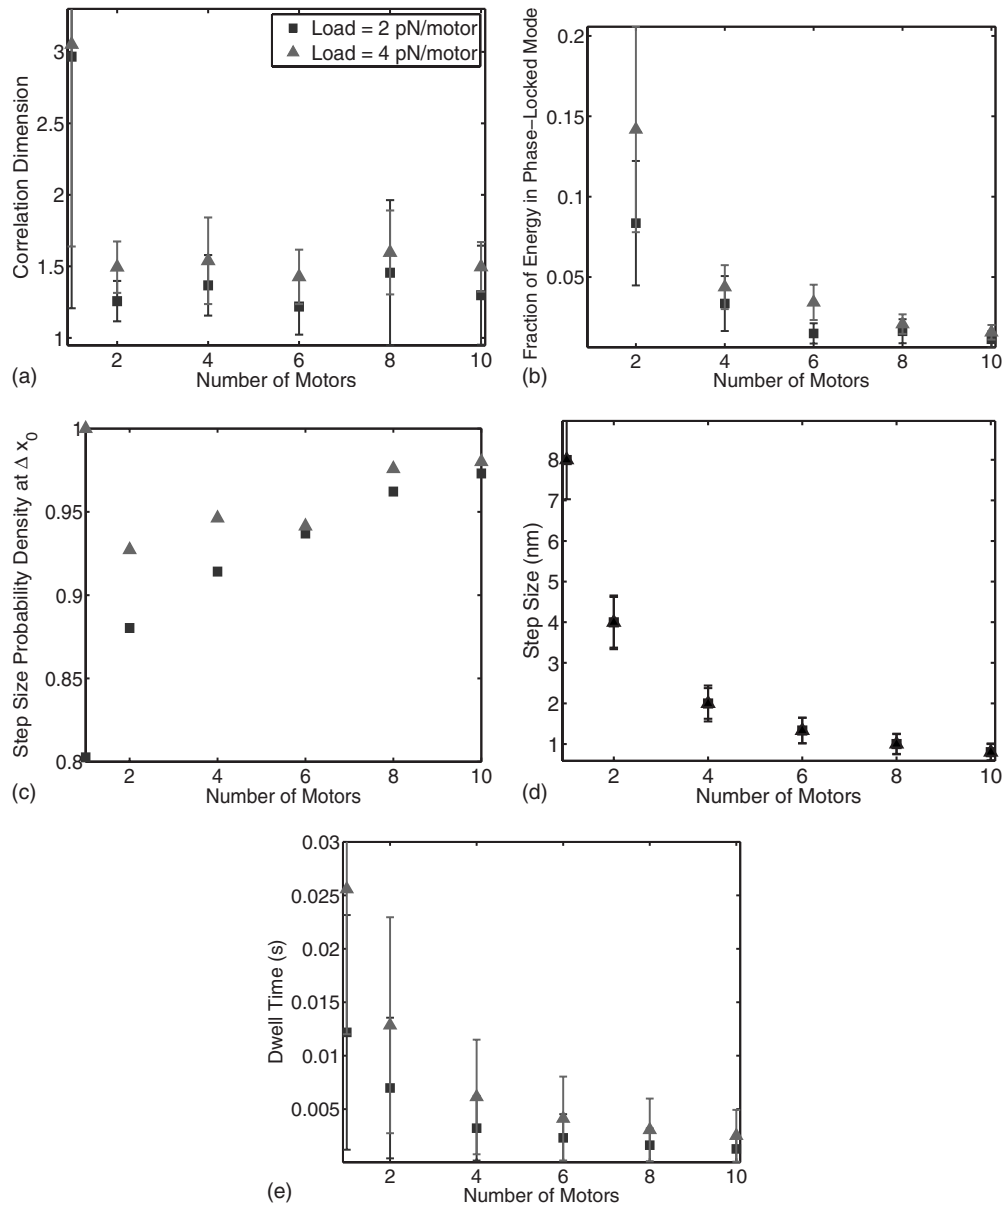 Load = 2 pN/motor
Load = 4 pN/motor
3
2.5
2
1.5
1
2 4 6 8 10
Correlation Dimension
Number of Motors
(a)
0.2
0.15
0.1
0.05
2 4 6 8 10
Fraction of Energy in Phase-Locked Mode
Number of Motors
(b)
1
0.95
0.9
0.85
0.8
2 4 6 8 10
Step Size Probability Density at Δ x₀
Number of Motors
(c)
8
7
6
5
4
3
2
1
2 4 6 8 10
Step Size (nm)
Number of Motors
(d)
0.03
0.025
0.02
0.015
0.01
0.005
2 4 6 8 10
Dwell Time (s)
Number of Motors
(e)